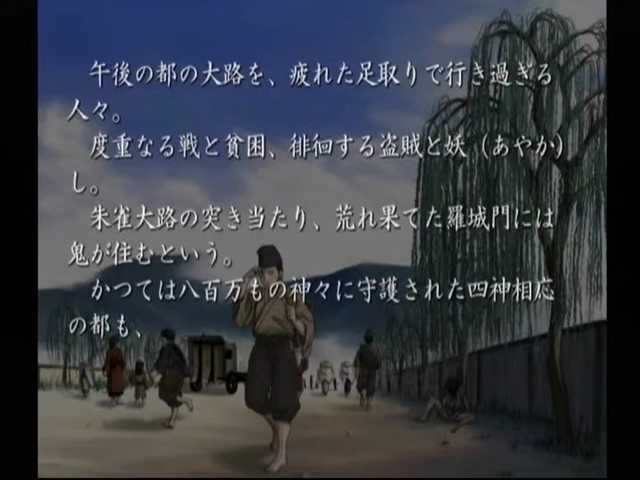 午後の都の大路を、疲れた足取りで行き過ぎる
人々。
度重なる戦と貧困、徘徊する盗賊と妖（あやか）
し。
朱雀大路の突き当たり、荒れ果てた羅城門には
鬼が住むという。
かつては八百万もの神々に守護された四神相応
の都も、